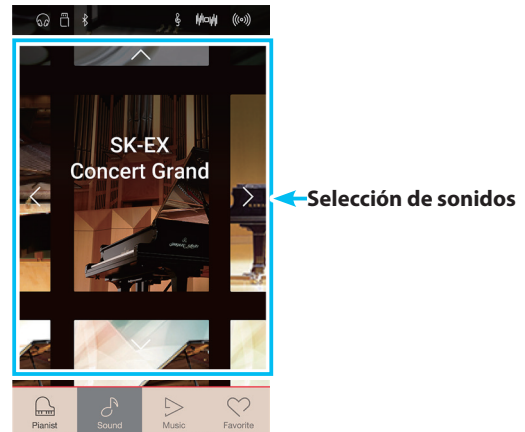 SK-EX
Concert Grand
Selección de sonidos
Pianist
Sound
Music
Favorite